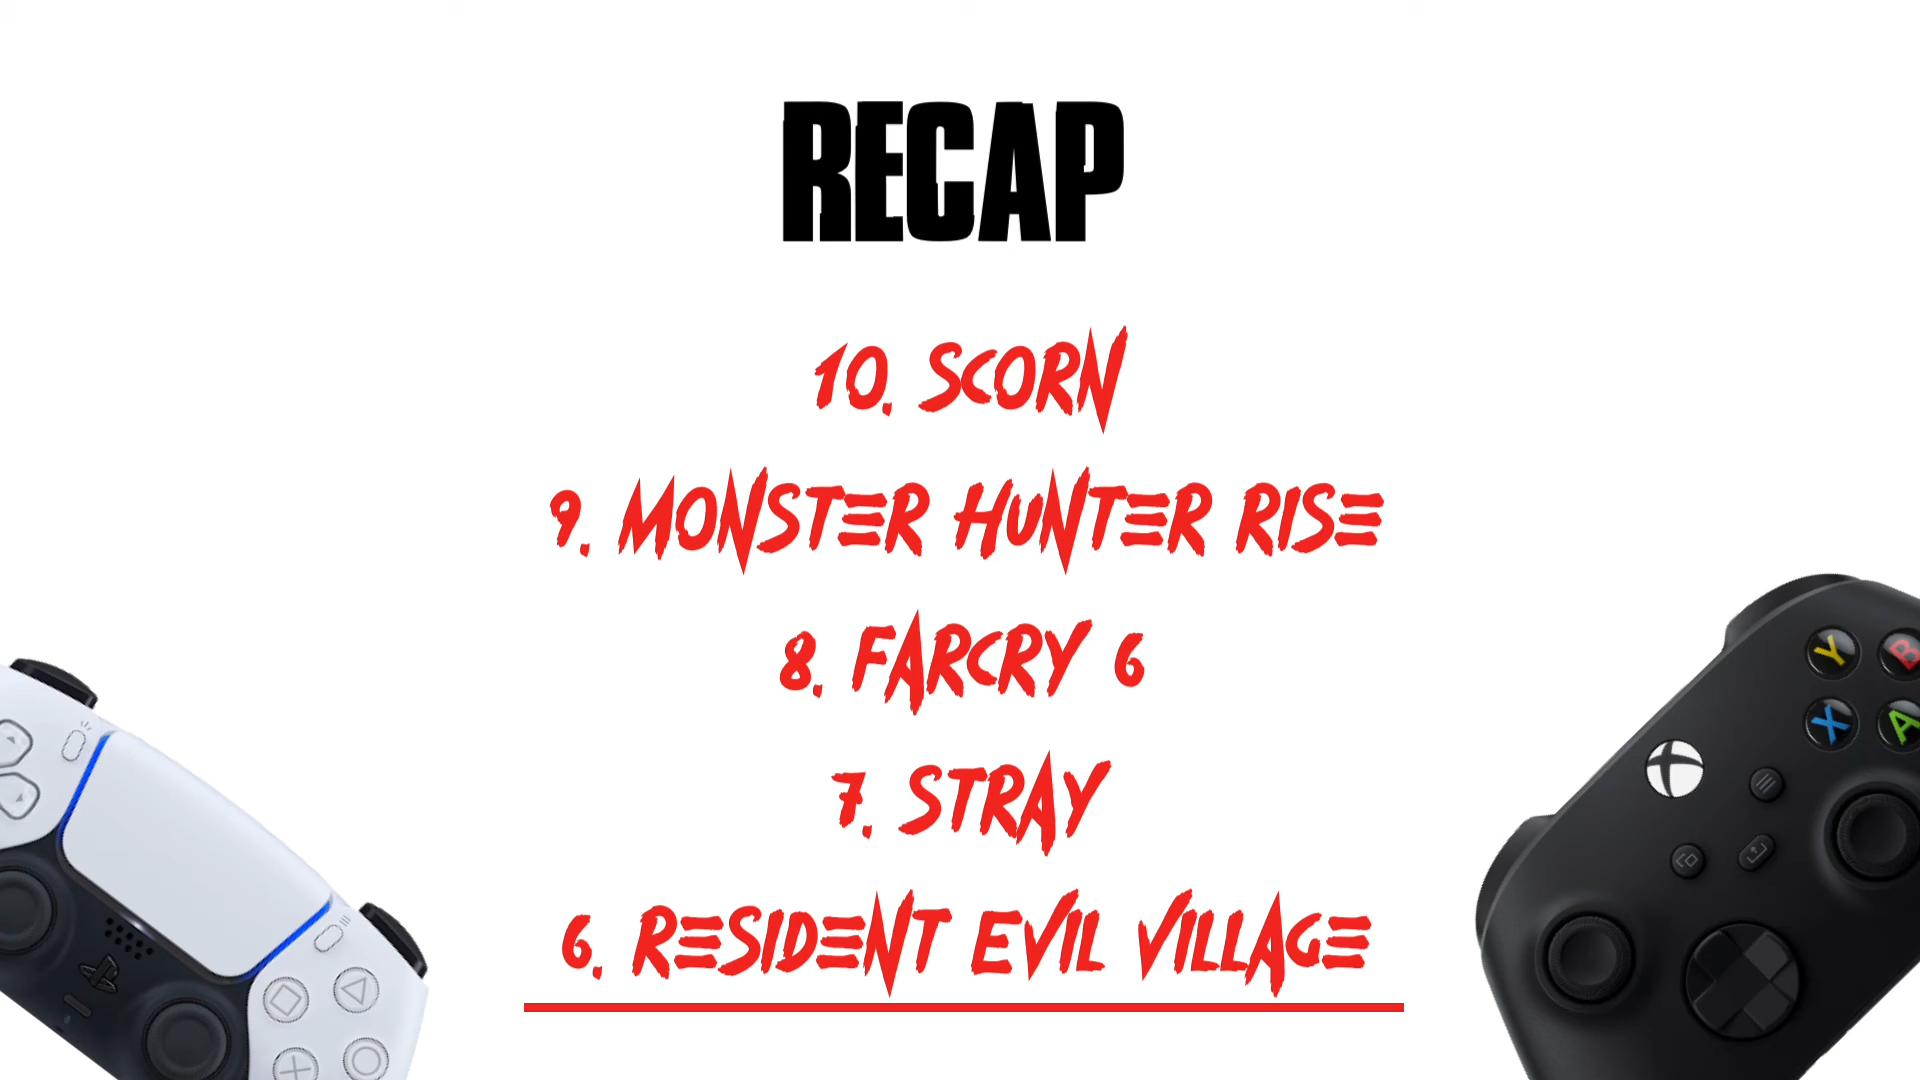 RECAP
10. SCORN
9. MONSTER HUNTER RISE
8. FARCRY 6
7. STRAY
6. RESIDENT EVIL VILLAGE
Y
B
X
A